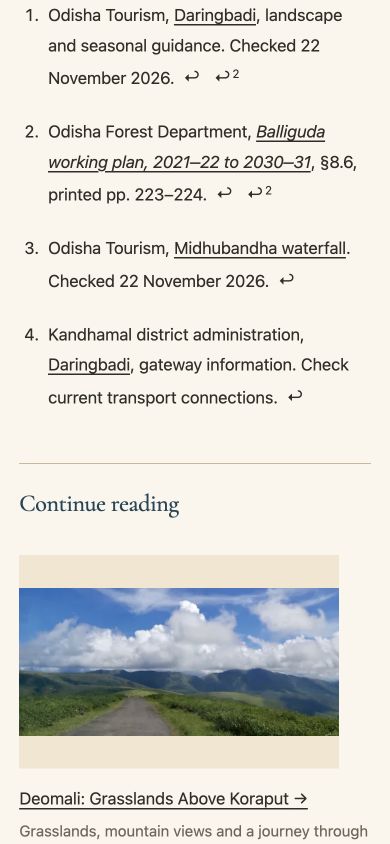 1. Odisha Tourism, Daringbadi, landscape
and seasonal guidance. Checked 22
November 2026. ↩ ↩2
2. Odisha Forest Department, Balliguda
working plan, 2021–22 to 2030–31, §8.6,
printed pp. 223–224. ↩ ↩2
3. Odisha Tourism, Midhubandha waterfall.
Checked 22 November 2026. ↩
4. Kandhamal district administration,
Daringbadi, gateway information. Check
current transport connections. ↩
Continue reading
Deomali: Grasslands Above Koraput →
Grasslands, mountain views and a journey through